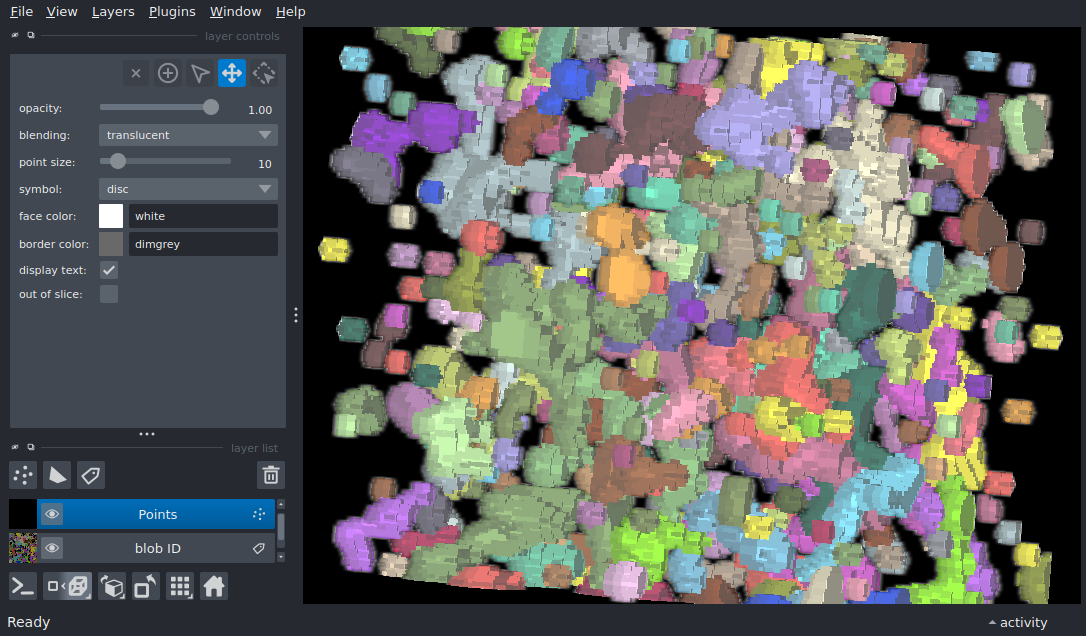 File View Layers Plugins Window Help
layer controls
opacity: 1.00
blending: translucent
point size: 10
symbol: disc
face color: white
border color: dimgrey
display text:
out of slice:
layer list
Points
blob ID
Ready
activity